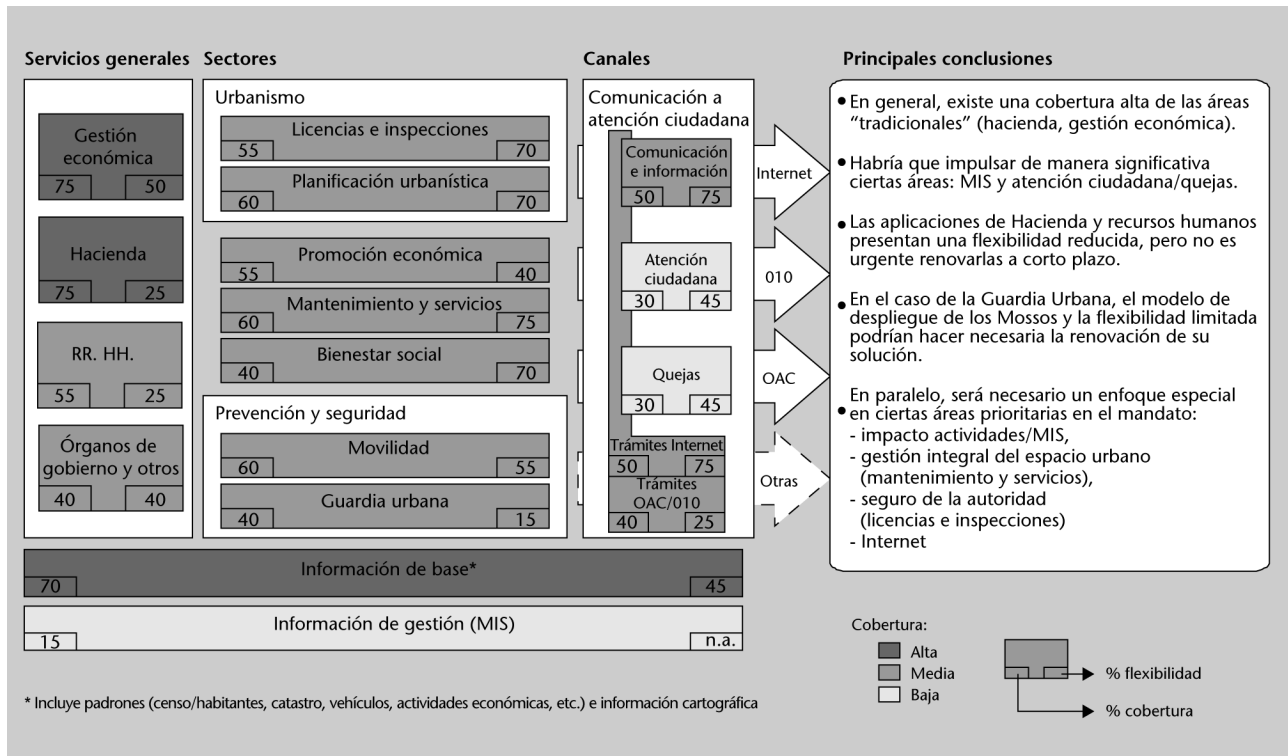 Servicios generales
Sectores
Canales
Principales conclusiones
Gestión
económica
75 50
Hacienda
75 25
RR. HH.
55 25
Órganos de
gobierno y otros
40 40
Urbanismo
Licencias e inspecciones
55 70
Planificación urbanística
60 70
Promoción económica
55 40
Mantenimiento y servicios
60 75
Bienestar social
40 70
Prevención y seguridad
Movilidad
60 55
Guardia urbana
40 15
Comunicación a
atención ciudadana
Comunicación
e información
50 75
Atención
ciudadana
30 45
Quejas
30 45
Trámites Internet
50 75
Trámites
OAC/010
40 25
Internet
010
OAC
Otras
• En general, existe una cobertura alta de las áreas
“tradicionales” (hacienda, gestión económica).
• Habría que impulsar de manera significativa
ciertas áreas: MIS y atención ciudadana/quejas.
• Las aplicaciones de Hacienda y recursos humanos
presentan una flexibilidad reducida, pero no es
urgente renovarlas a corto plazo.
• En el caso de la Guardia Urbana, el modelo de
despliegue de los Mossos y la flexibilidad limitada
podrían hacer necesaria la renovación de su
solución.
En paralelo, será necesario un enfoque especial
• en ciertas áreas prioritarias en el mandato:
- impacto actividades/MIS,
- gestión integral del espacio urbano
(mantenimiento y servicios),
- seguro de la autoridad
(licencias e inspecciones)
- Internet
Información de base*
70 45
Información de gestión (MIS)
15 n.a.
Cobertura:
Alta
Media
Baja
% flexibilidad
% cobertura
* Incluye padrones (censo/habitantes, catastro, vehículos, actividades económicas, etc.) e información cartográfica